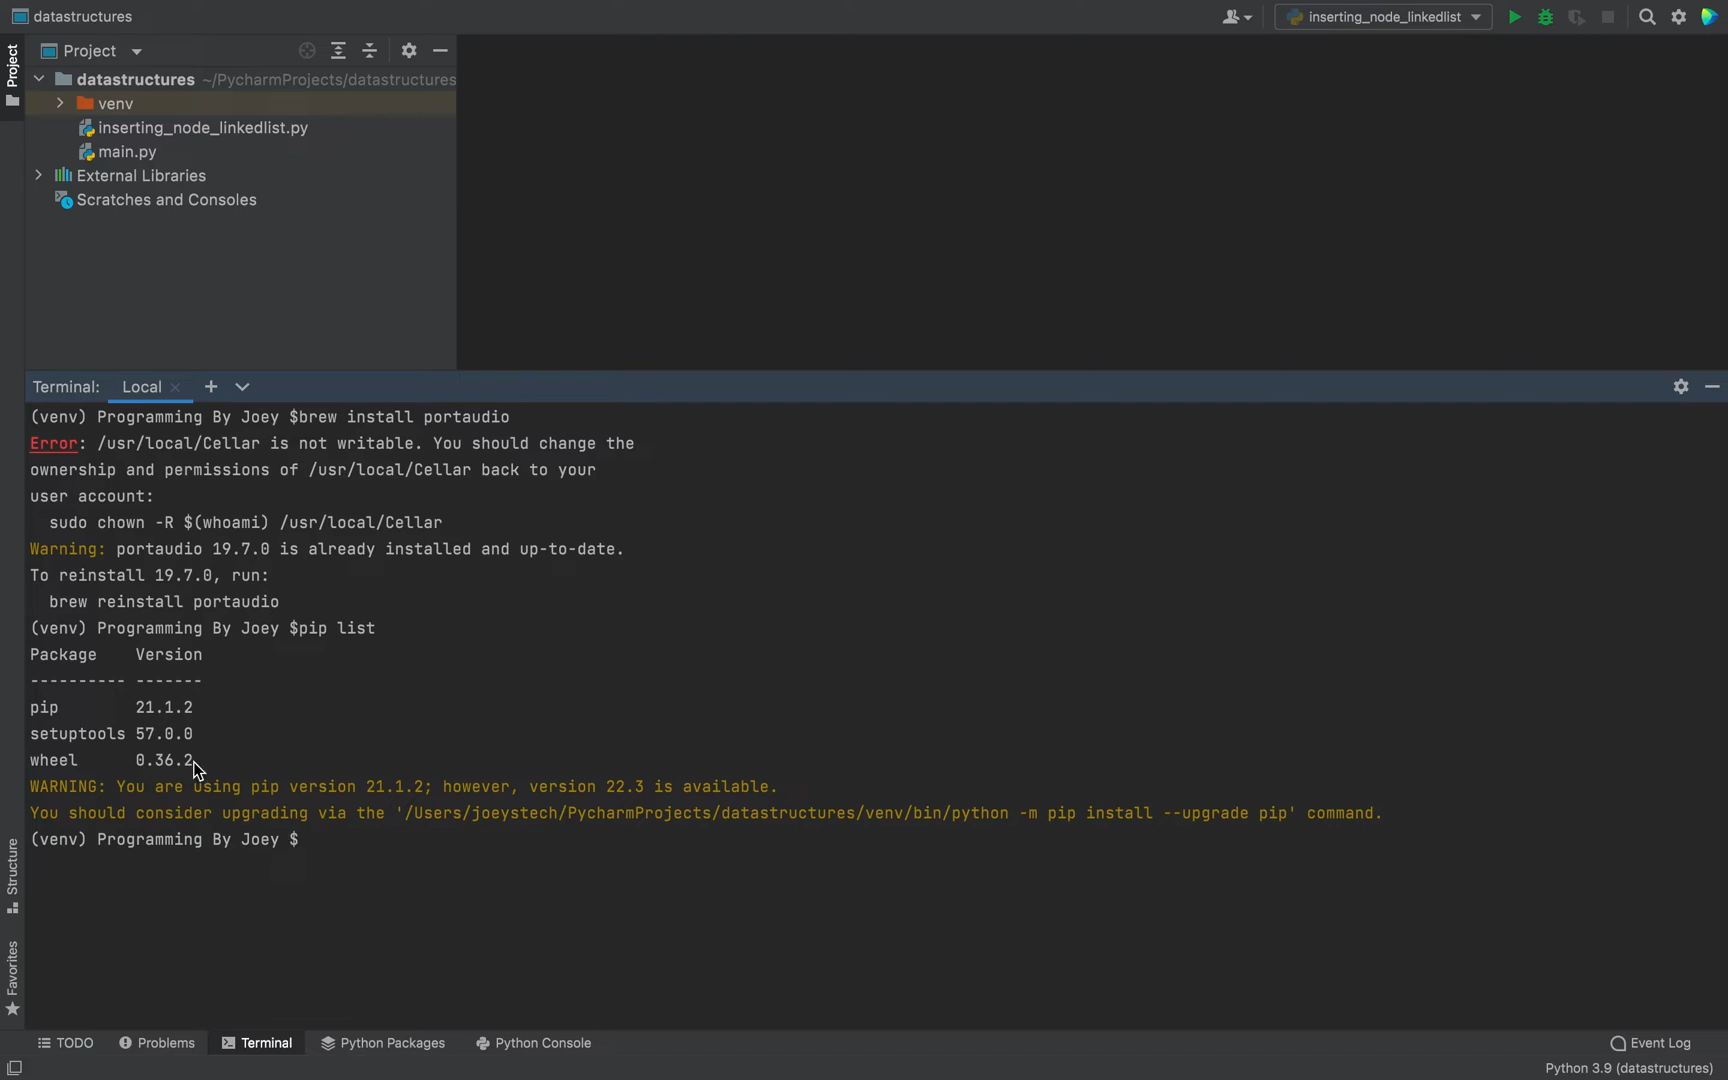 datastructures
inserting_node_linkedlist
Project
Project
datastructures ~/PycharmProjects/datastructures
venv
inserting_node_linkedlist.py
main.py
External Libraries
Scratches and Consoles
Terminal: Local
(venv) Programming By Joey $brew install portaudio
Error: /usr/local/Cellar is not writable. You should change the
ownership and permissions of /usr/local/Cellar back to your
user account:
sudo chown -R $(whoami) /usr/local/Cellar
Warning: portaudio 19.7.0 is already installed and up-to-date.
To reinstall 19.7.0, run:
brew reinstall portaudio
(venv) Programming By Joey $pip list
Package Version
---------- -------
pip 21.1.2
setuptools 57.0.0
wheel 0.36.2
WARNING: You are using pip version 21.1.2; however, version 22.3 is available.
You should consider upgrading via the '/Users/joeystech/PycharmProjects/datastructures/venv/bin/python -m pip install --upgrade pip' command.
(venv) Programming By Joey $
Structure
Favorites
TODO Problems Terminal Python Packages Python Console Event Log
Python 3.9 (datastructures)